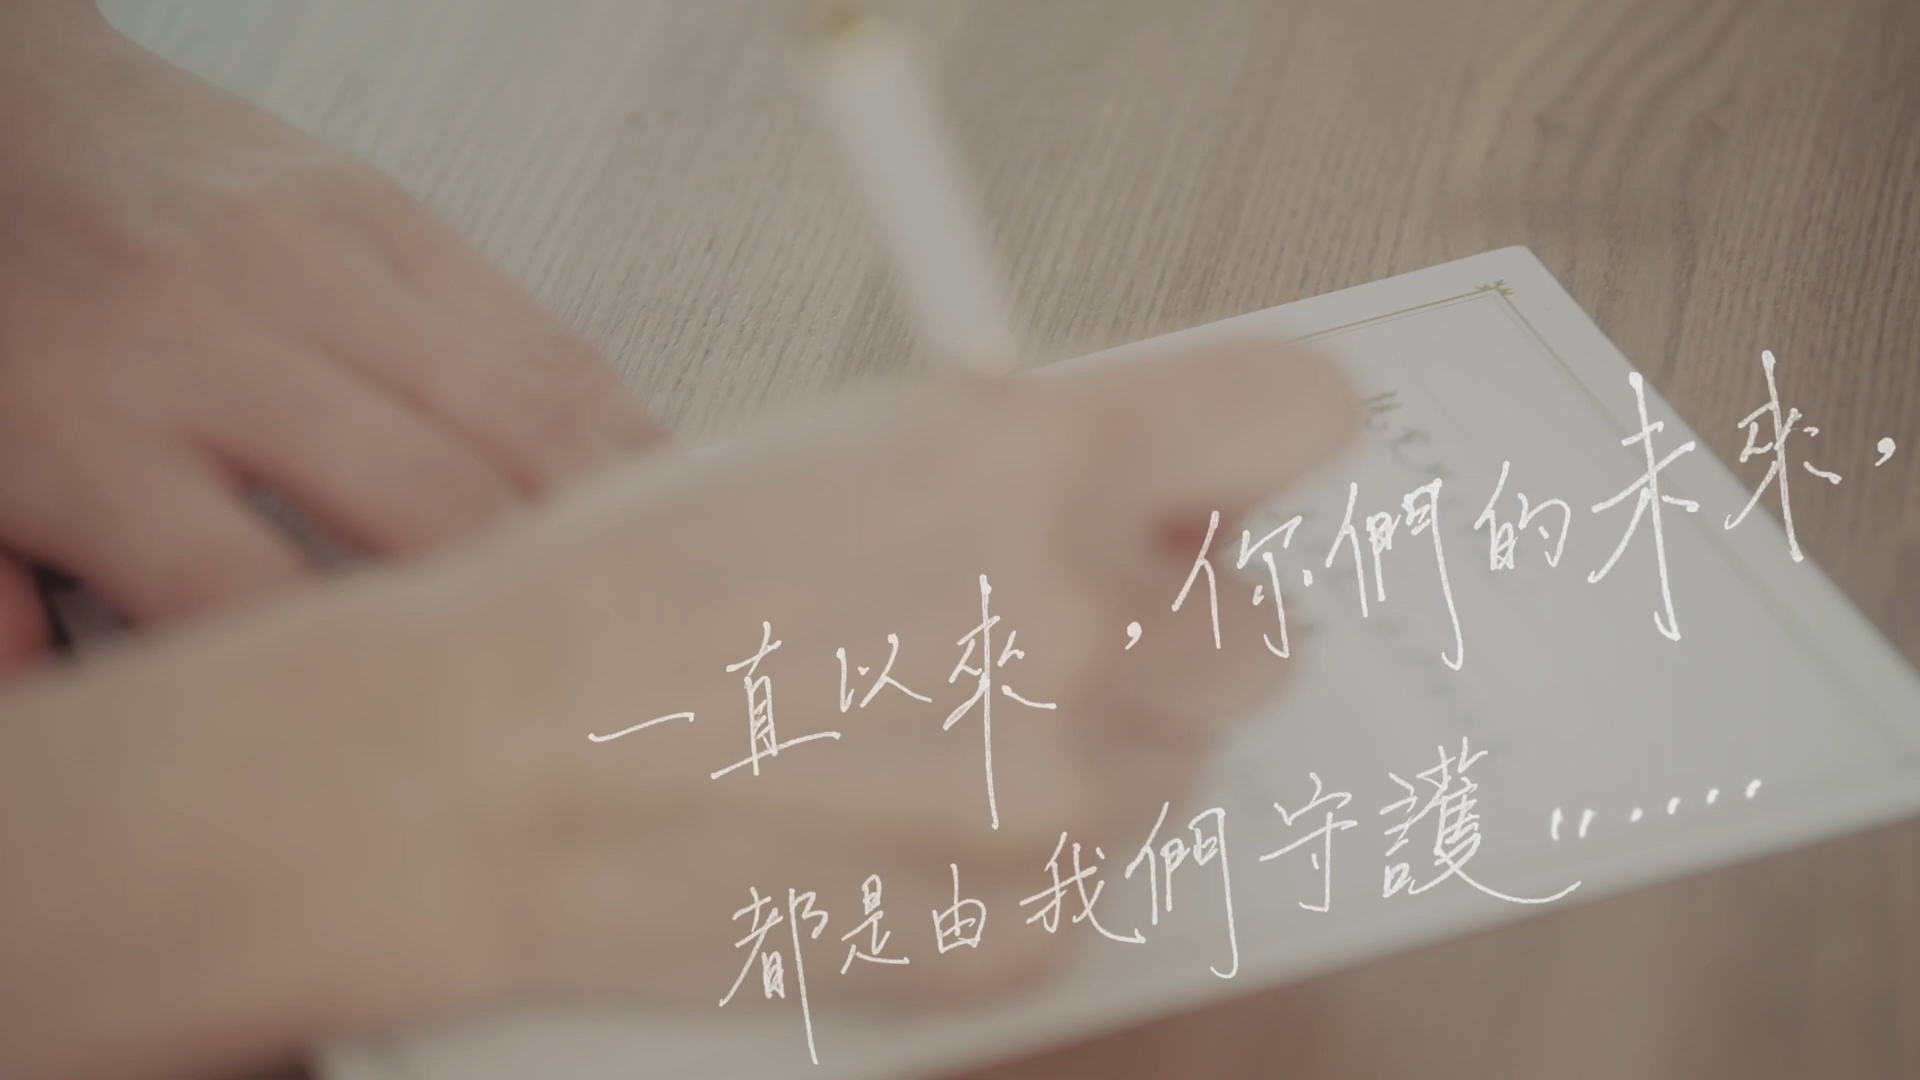 一直以來，你們的未來，
都是由我們守護……